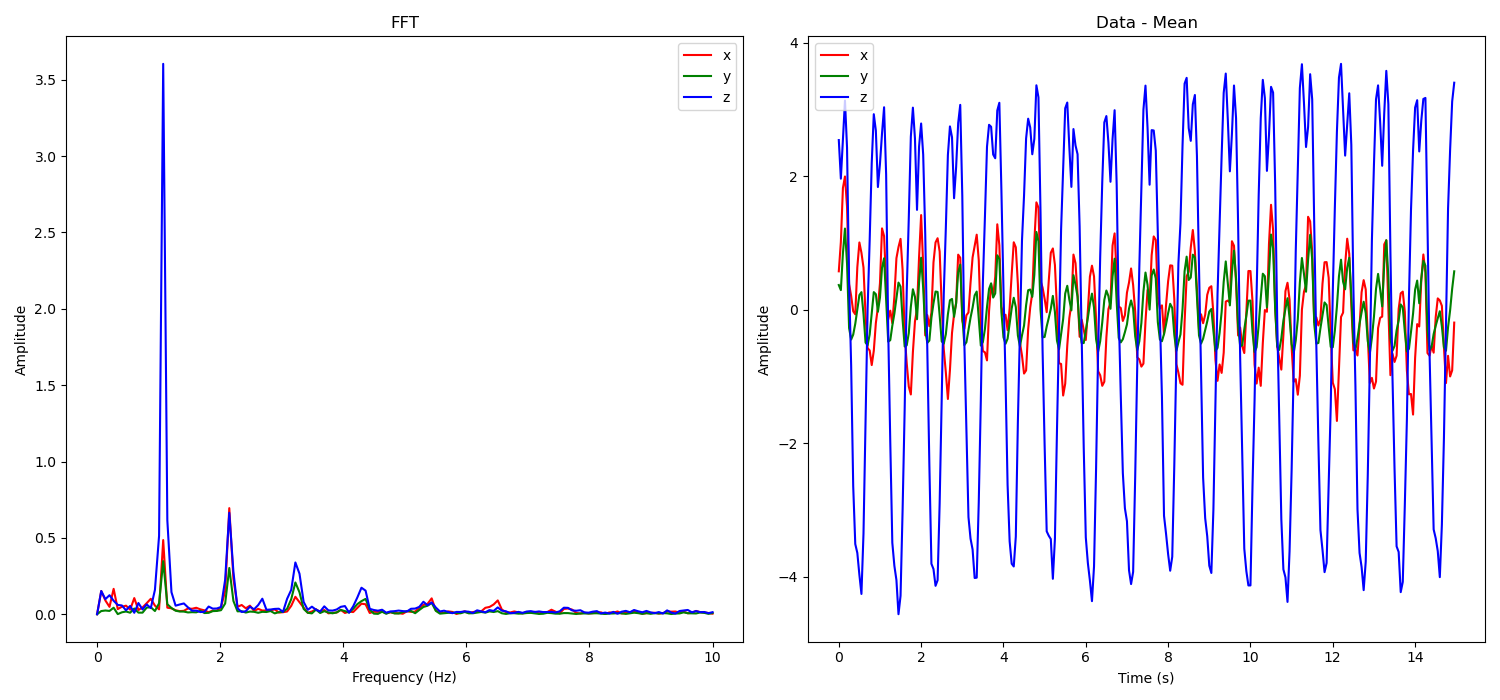 FFT
Amplitude
3.5
3.0
2.5
2.0
1.5
1.0
0.5
0.0
0 2 4 6 8 10
Frequency (Hz)
x
y
z
Data - Mean
Amplitude
4
2
0
−2
−4
0 2 4 6 8 10 12 14
Time (s)
x
y
z